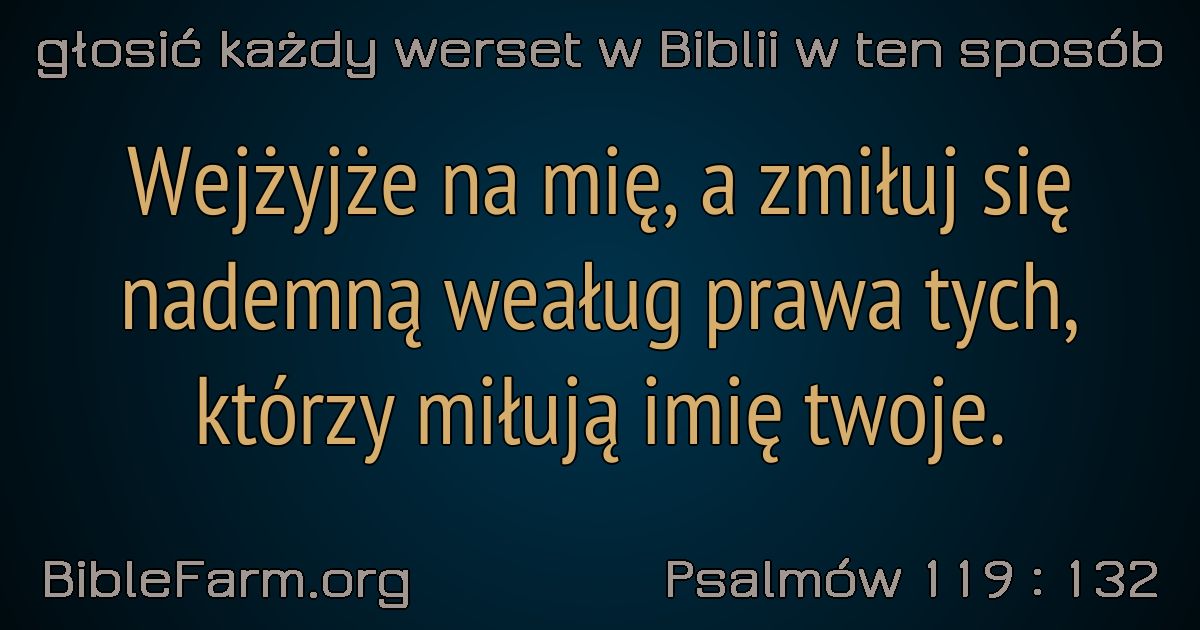 głosić każdy werset w Biblii w ten sposób
Wejżyjże na mię, a zmiłuj się
nademną weaług prawa tych,
którzy miłują imię twoje.
BibleFarm.org
Psalmów 119 : 132